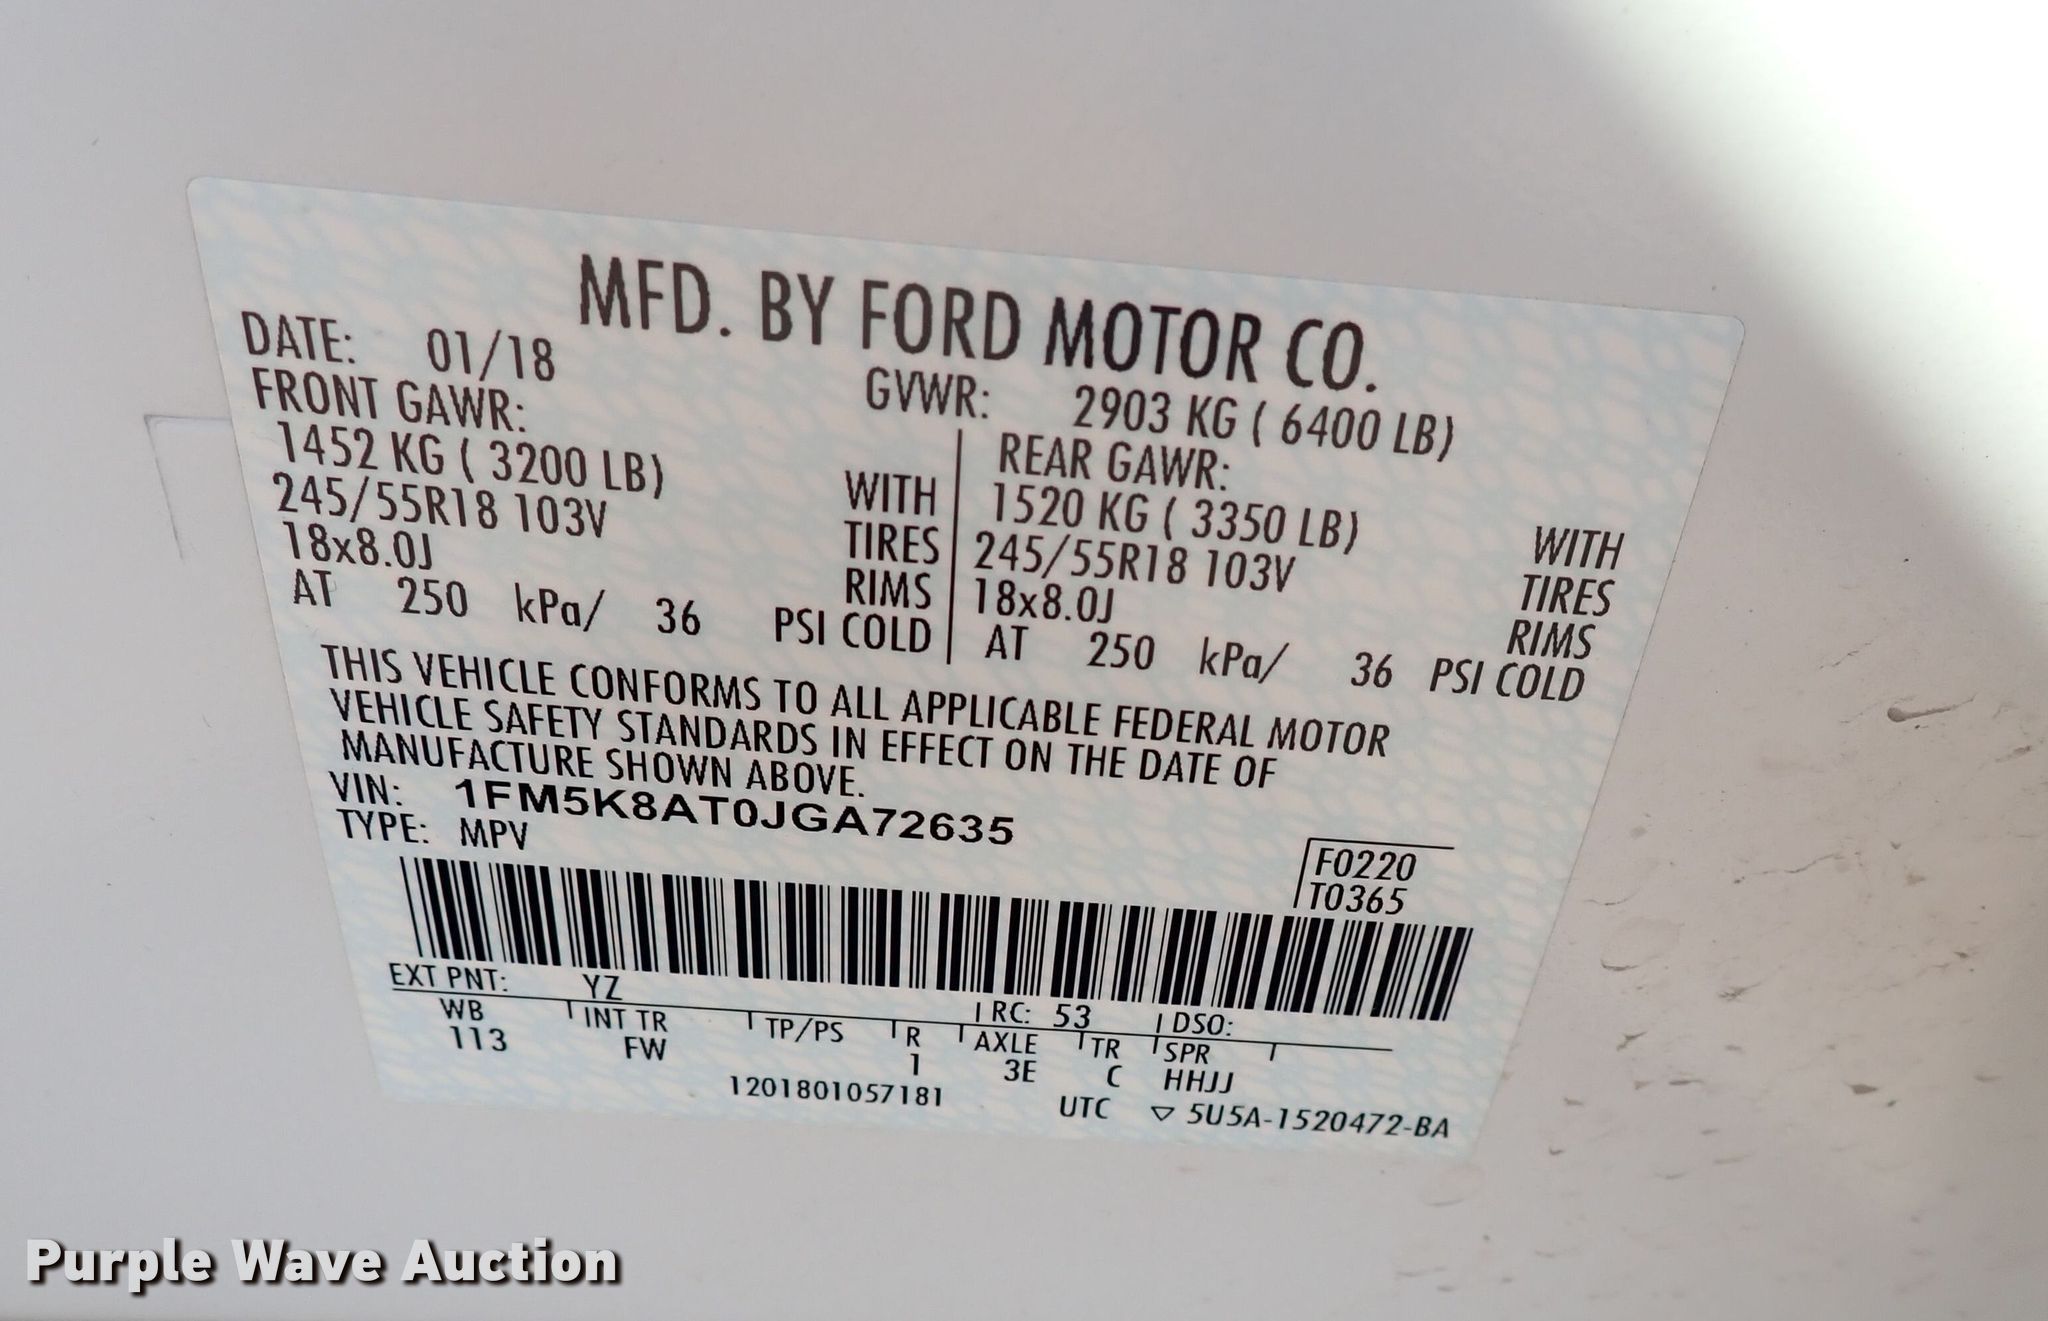 MFD. BY FORD MOTOR CO.
DATE: 01/18 GVWR: 2903 KG ( 6400 LB)
FRONT GAWR: REAR GAWR:
1452 KG ( 3200 LB) WITH 1520 KG ( 3350 LB) WITH
245/55R18 103V TIRES 245/55R18 103V TIRES
18x8.0J RIMS 18x8.0J RIMS
AT 250 kPa/ 36 PSI COLD AT 250 kPa/ 36 PSI COLD
THIS VEHICLE CONFORMS TO ALL APPLICABLE FEDERAL MOTOR
VEHICLE SAFETY STANDARDS IN EFFECT ON THE DATE OF
MANUFACTURE SHOWN ABOVE.
VIN: 1FM5K8AT0JGA72635
TYPE: MPV
F0220
T0365
EXT PNT: YZ RC: 53 DSO:
WB INT TR TP/PS R AXLE TR SPR
113 FW 1 3E C HHJJ
1201801057181 UTC ▽ 5U5A-1520472-BA
Purple Wave Auction